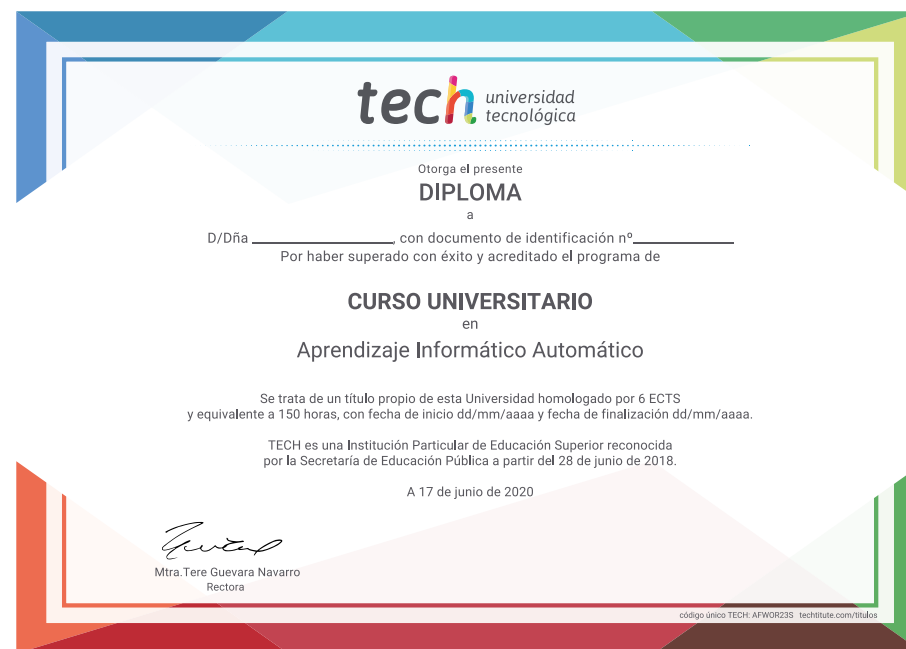 tech universidad
tecnológica
Otorga el presente
DIPLOMA
a
D/Dña ____________________, con documento de identificación nº______________
Por haber superado con éxito y acreditado el programa de
CURSO UNIVERSITARIO
en
Aprendizaje Informático Automático
Se trata de un título propio de esta Universidad homologado por 6 ECTS
y equivalente a 150 horas, con fecha de inicio dd/mm/aaaa y fecha de finalización dd/mm/aaaa.
TECH es una Institución Particular de Educación Superior reconocida
por la Secretaría de Educación Pública a partir del 28 de junio de 2018.
A 17 de junio de 2020
Mtra.Tere Guevara Navarro
Rectora
código único TECH: AFWOR23S techtitute.com/titulos